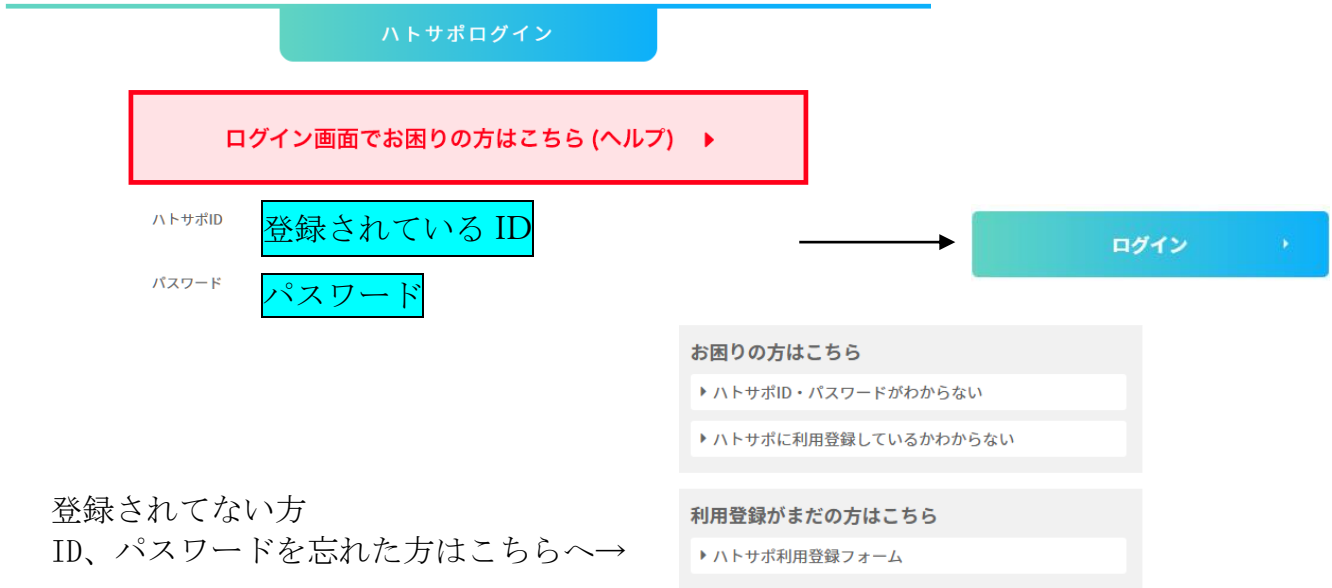 ハトサポログイン
ログイン画面でお困りの方はこちら (ヘルプ)
ハトサポID
登録されている ID
ログイン
パスワード
パスワード
お困りの方はこちら
ハトサポID・パスワードがわからない
ハトサポに利用登録しているかわからない
登録されてない方
ID、パスワードを忘れた方はこちらへ→
利用登録がまだの方はこちら
ハトサポ利用登録フォーム